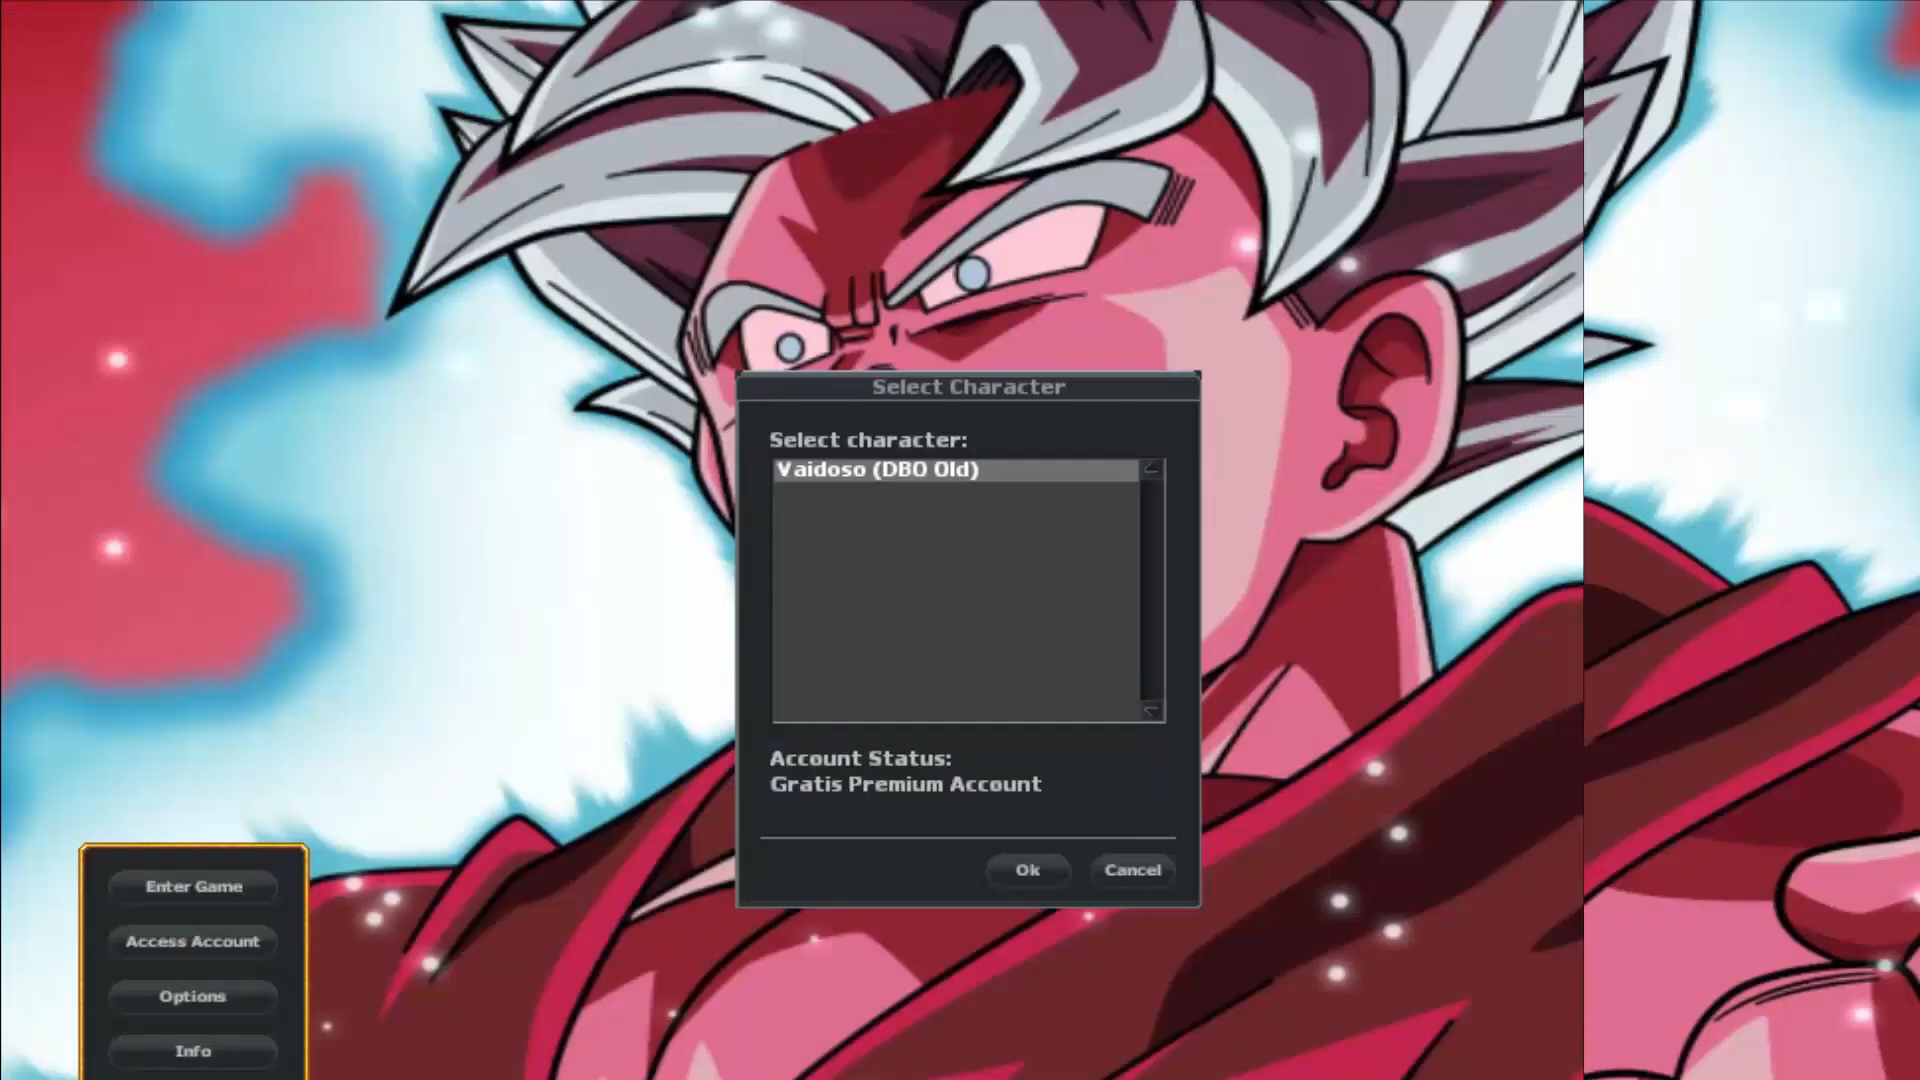 Select Character
Select character:
Vaidoso (DBO Old)
Account Status:
Gratis Premium Account
Ok
Cancel
Enter Game
Access Account
Options
Info